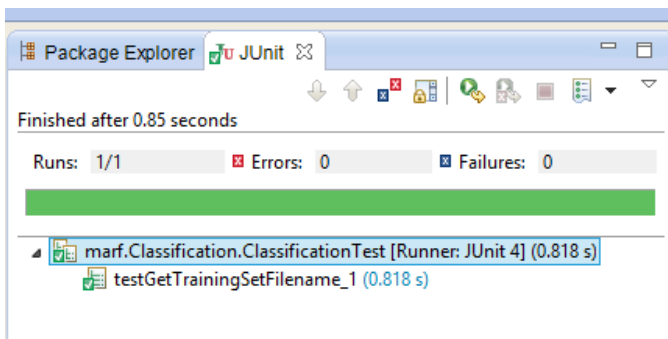 Package Explorer JUnit
Finished after 0.85 seconds
Runs: 1/1 Errors: 0 Failures: 0
marf.Classification.ClassificationTest [Runner: JUnit 4] (0.818 s)
testGetTrainingSetFilename_1 (0.818 s)